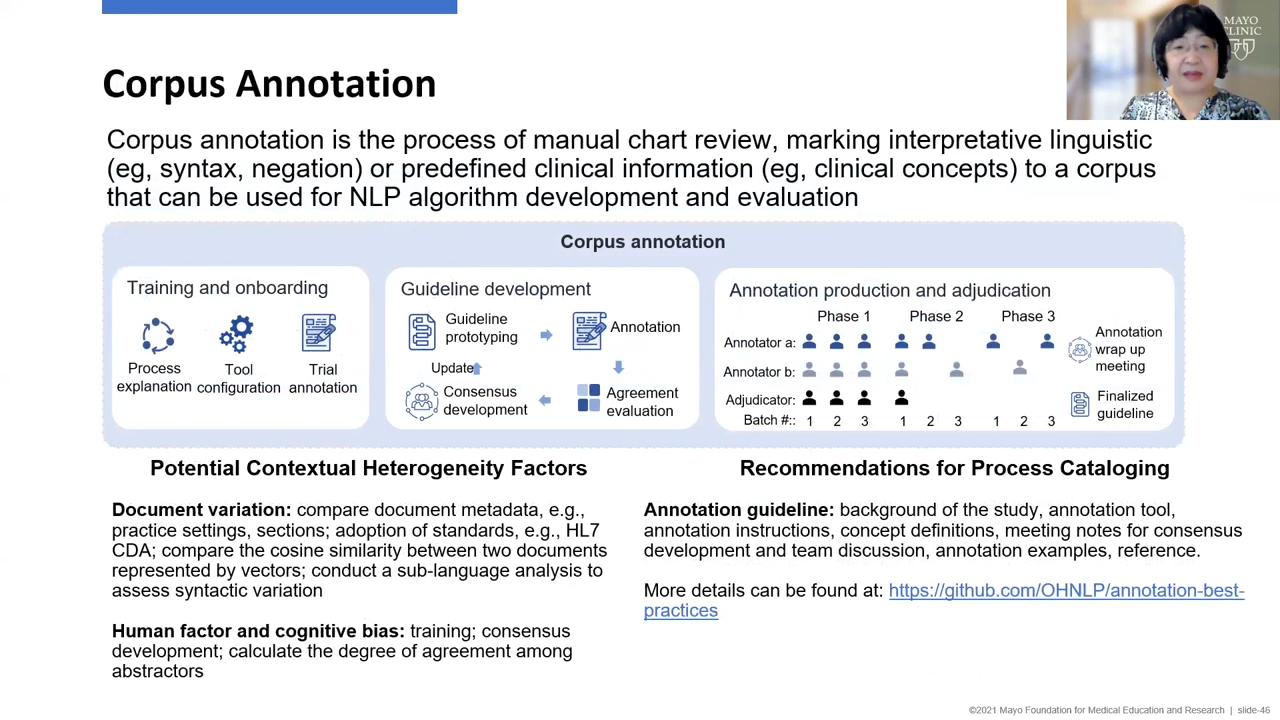 MAYO
CLINIC
Corpus Annotation
Corpus annotation is the process of manual chart review, marking interpretative linguistic
(eg, syntax, negation) or predefined clinical information (eg, clinical concepts) to a corpus
that can be used for NLP algorithm development and evaluation
Corpus annotation
Training and onboarding
Process
explanation
Tool
configuration
Trial
annotation
Guideline development
Guideline
prototyping
Annotation
Update
Consensus
development
Agreement
evaluation
Annotation production and adjudication
Phase 1 Phase 2 Phase 3
Annotator a:
Annotator b:
Adjudicator:
Batch #:: 1 2 3 1 2 3 1 2 3
Annotation
wrap up
meeting
Finalized
guideline
Potential Contextual Heterogeneity Factors
Document variation: compare document metadata, e.g.,
practice settings, sections; adoption of standards, e.g., HL7
CDA; compare the cosine similarity between two documents
represented by vectors; conduct a sub-language analysis to
assess syntactic variation
Human factor and cognitive bias: training; consensus
development; calculate the degree of agreement among
abstractors
Recommendations for Process Cataloging
Annotation guideline: background of the study, annotation tool,
annotation instructions, concept definitions, meeting notes for consensus
development and team discussion, annotation examples, reference.
More details can be found at: https://github.com/OHNLP/annotation-best-
practices
©2021 Mayo Foundation for Medical Education and Research | slide-46